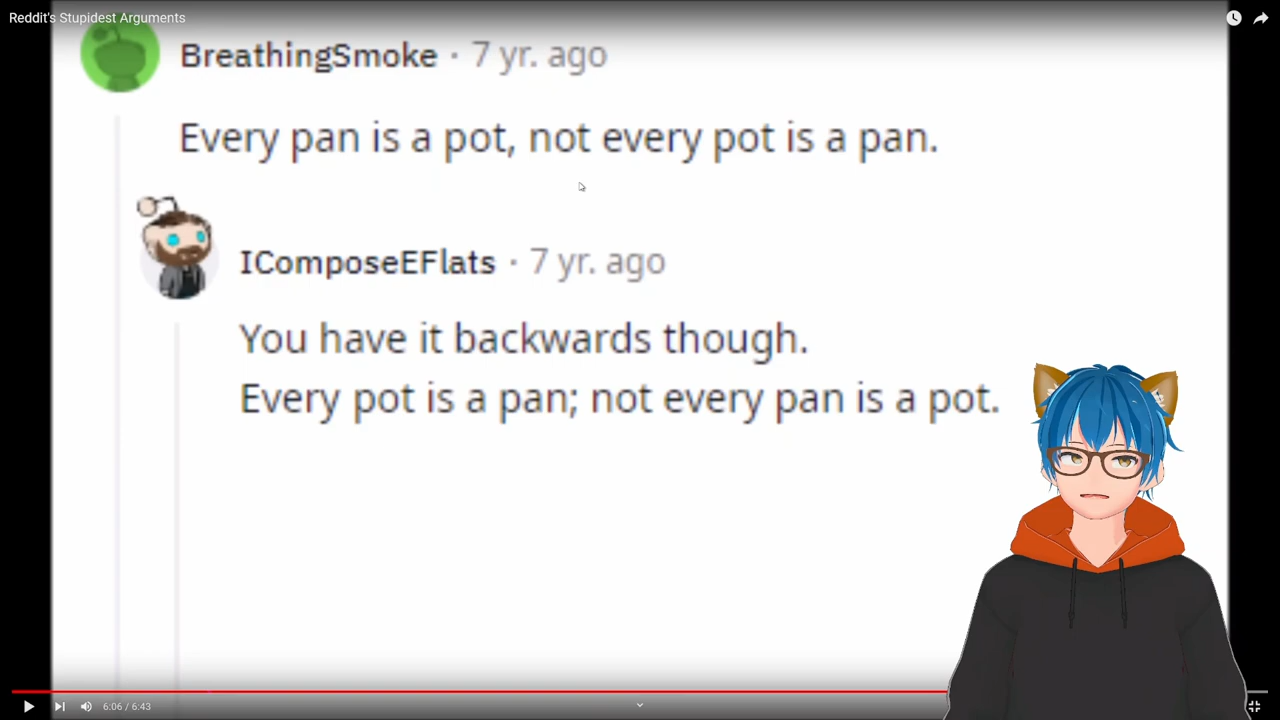 Reddit's Stupidest Arguments
BreathingSmoke · 7 yr. ago
Every pan is a pot, not every pot is a pan.
IComposeEFlats · 7 yr. ago
You have it backwards though.
Every pot is a pan; not every pan is a pot.
6:06 / 6:43